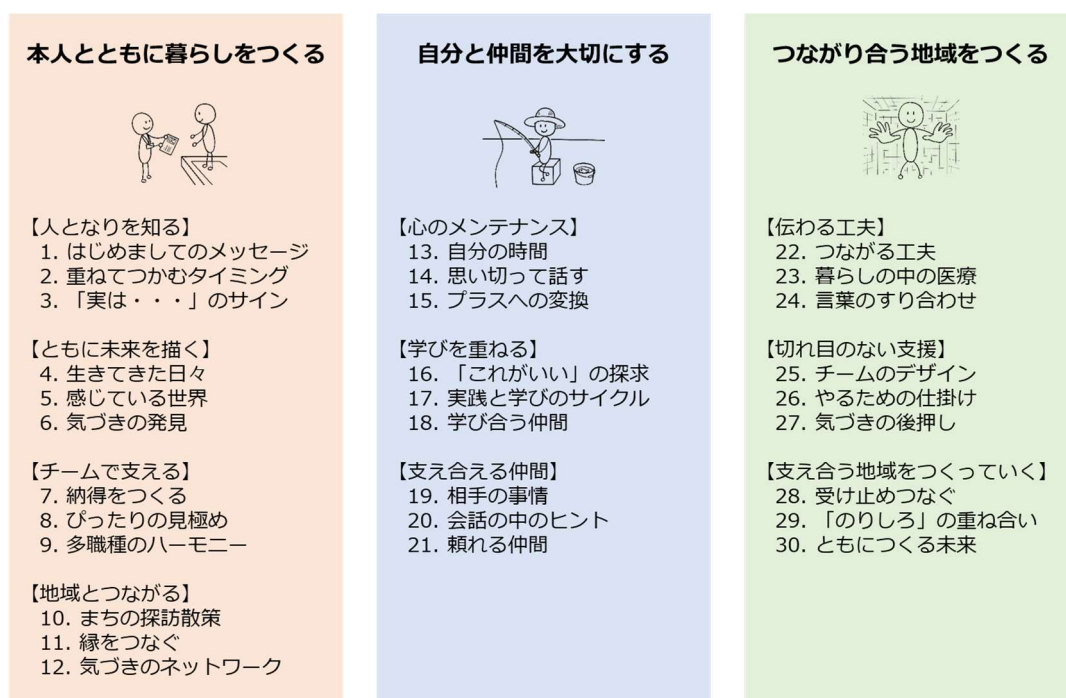 本人とともに暮らしをつくる
【人となりを知る】
1. はじめましてのメッセージ
2. 重ねてつかむタイミング
3. 「実は・・・」のサイン
【ともに未来を描く】
4. 生きてきた日々
5. 感じている世界
6. 気づきの発見
【チームで支える】
7. 納得をつくる
8. ぴったりの見極め
9. 多職種のハーモニー
【地域とつながる】
10. まちの探訪散策
11. 縁をつなぐ
12. 気づきのネットワーク
自分と仲間を大切にする
【心のメンテナンス】
13. 自分の時間
14. 思い切って話す
15. プラスへの変換
【学びを重ねる】
16. 「これがいい」の探求
17. 実践と学びのサイクル
18. 学び合う仲間
【支え合える仲間】
19. 相手の事情
20. 会話の中のヒント
21. 頼れる仲間
つながり合う地域をつくる
【伝わる工夫】
22. つながる工夫
23. 暮らしの中の医療
24. 言葉のすり合わせ
【切れ目のない支援】
25. チームのデザイン
26. やるための仕掛け
27. 気づきの後押し
【支え合う地域をつくっていく】
28. 受け止めつなぐ
29. 「のりしろ」の重ね合い
30. ともにつくる未来